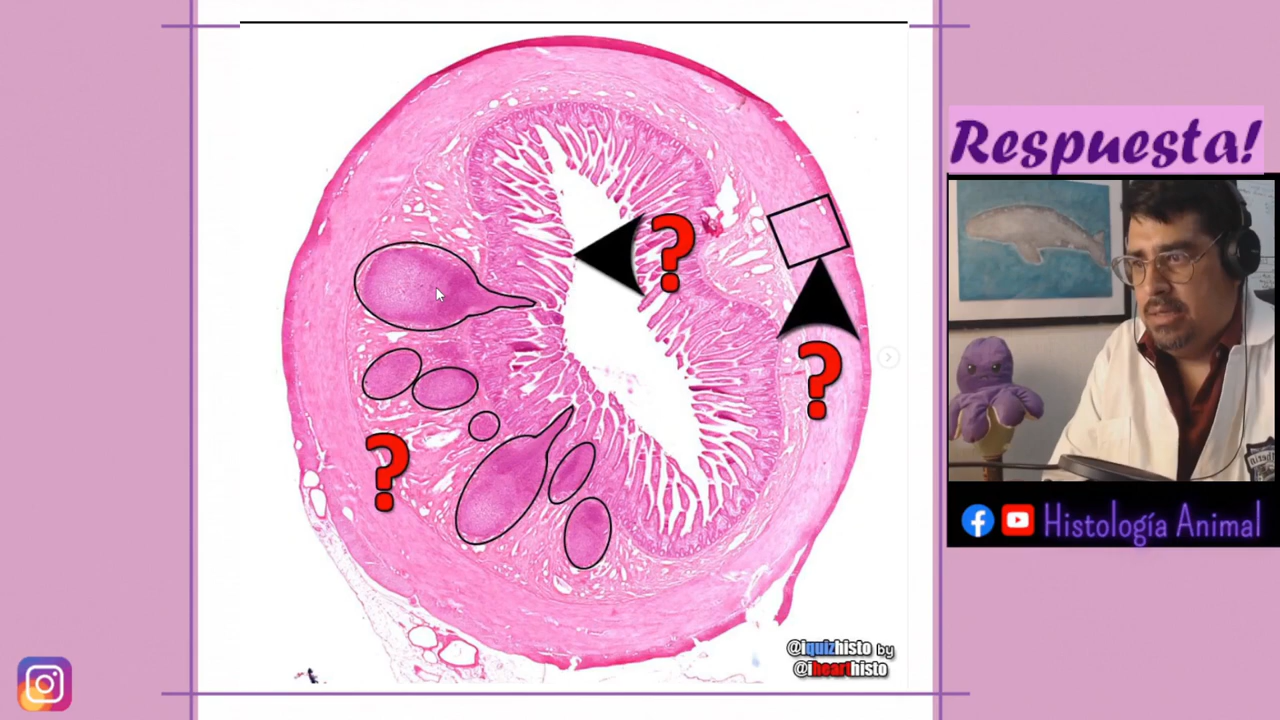 Respuesta!
?
?
?
Histología Animal
@iquizhisto by
@ihearthisto